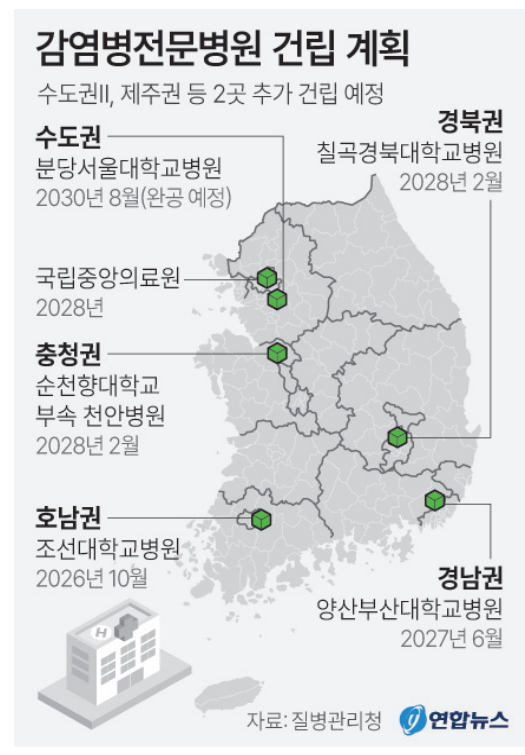 감염병전문병원 건립 계획
수도권II, 제주권 등 2곳 추가 건립 예정
수도권
분당서울대학교병원
2030년 8월(완공 예정)
경북권
칠곡경북대학교병원
2028년 2월
국립중앙의료원
2028년
충청권
순천향대학교
부속 천안병원
2028년 2월
호남권
조선대학교병원
2026년 10월
경남권
양산부산대학교병원
2027년 6월
H
자료: 질병관리청
연합뉴스